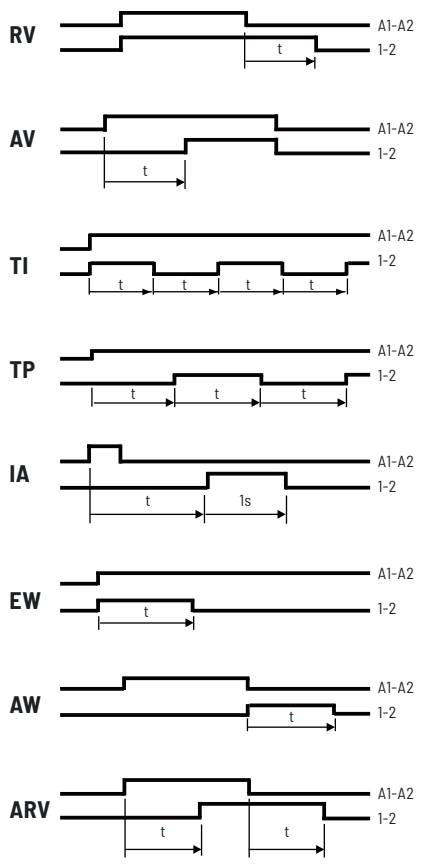 RV
A1-A2
1-2
t
AV
A1-A2
1-2
t
TI
A1-A2
1-2
t t t t
TP
A1-A2
1-2
t t t
IA
A1-A2
1-2
t 1s
EW
A1-A2
1-2
t
AW
A1-A2
1-2
t
ARV
A1-A2
1-2
t t